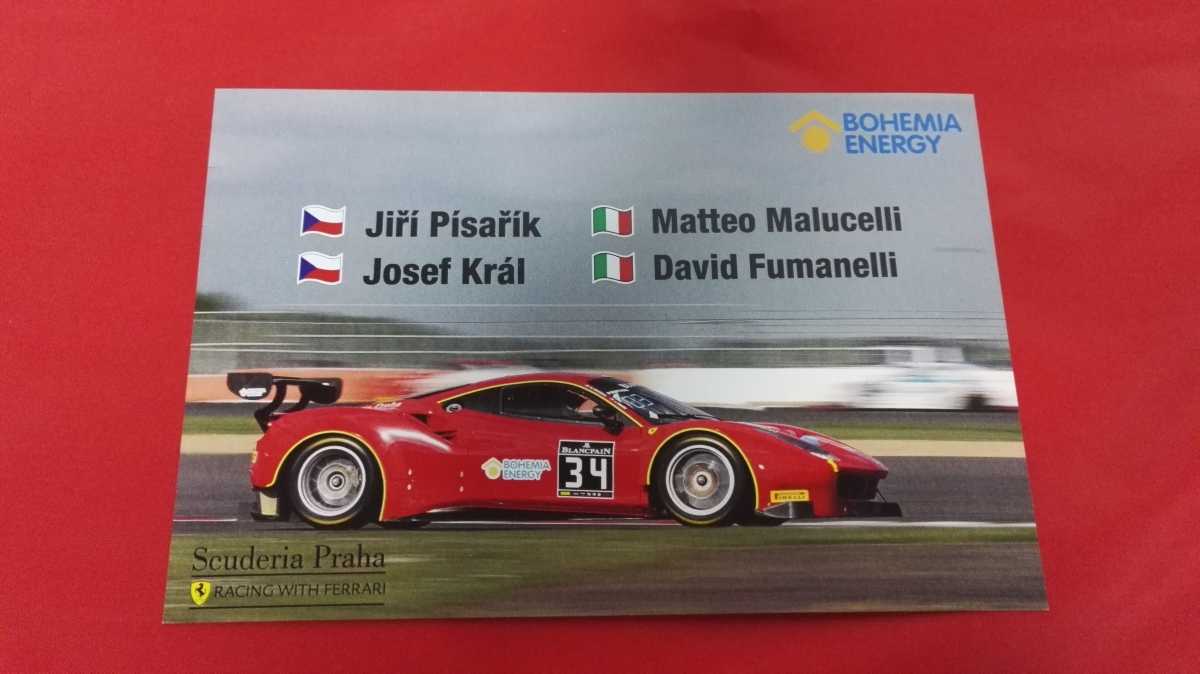 BOHEMIA
ENERGY
Jiří Písařík
Matteo Malucelli
Josef Král
David Fumanelli
BLANCPAIN
BOHEMIA
ENERGY
34
PIRELLI
Scuderia Praha
RACING WITH FERRARI